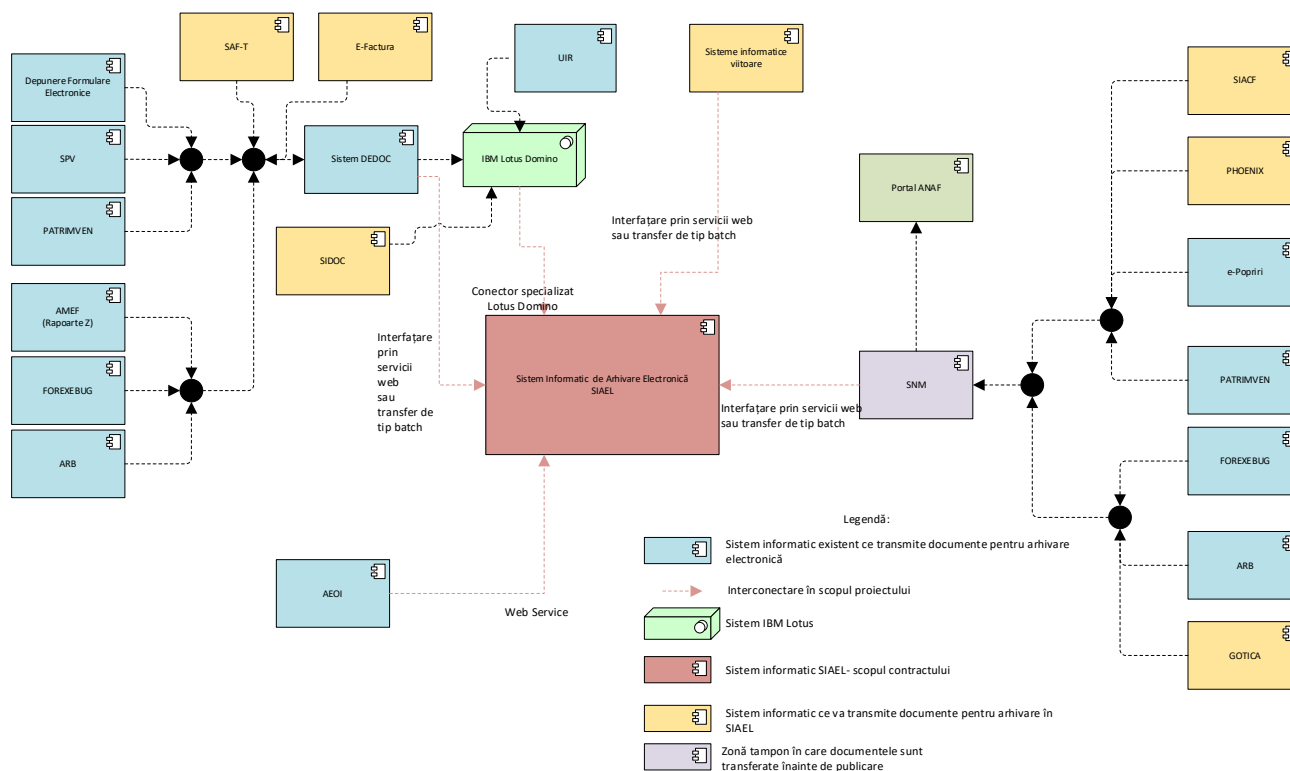 SAF-T
E-Factura
UIR
Sisteme informatice
viitoare
Depunere Formulare
Electronice
SIACF
SPV
Sistem DEDOC
IBM Lotus Domino
PHOENIX
Portal ANAF
PATRIMVEN
SIDOC
Interfațare prin servicii web
sau transfer de tip batch
e-Popriri
Conector specializat
Lotus Domino
AMEF
(Rapoarte Z)
Interfațare
prin
servicii
web
sau
transfer de
tip batch
Sistem Informatic de Arhivare Electronică
SIAEL
SNM
PATRIMVEN
FOREXEBUG
Interfațare prin servicii web
sau transfer de tip batch
ARB
FOREXEBUG
Legendă:
Sistem informatic existent ce transmite documente pentru arhivare
electronică
ARB
AEOI
Interconectare în scopul proiectului
Web Service
Sistem IBM Lotus
GOTICA
Sistem informatic SIAEL- scopul contractului
Sistem informatic ce va transmite documente pentru arhivare în
SIAEL
Zonă tampon în care documentele sunt
transferate înainte de publicare